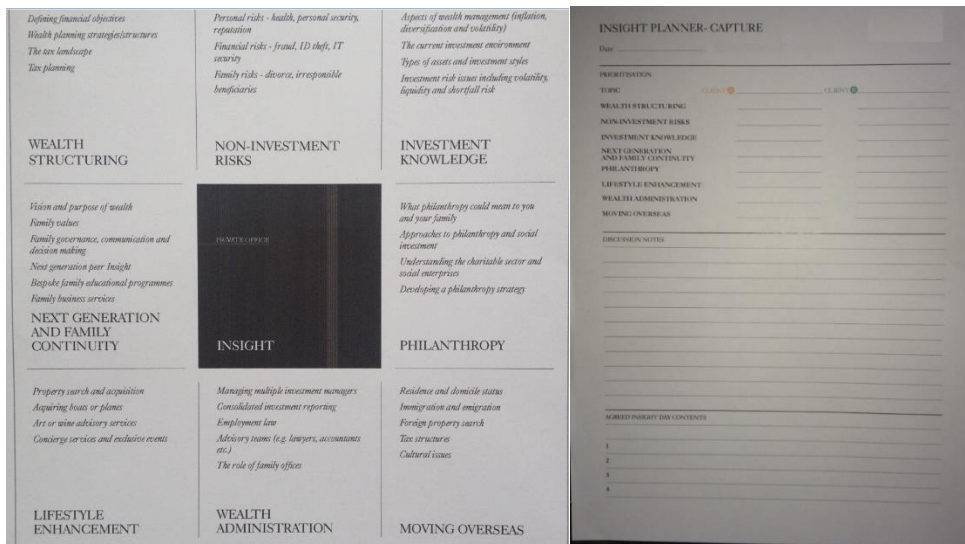 Defining financial objectives
Wealth planning strategies/structures
The tax landscape
Tax planning
WEALTH
STRUCTURING
Personal risks - health, personal security,
reputation
Financial risks - fraud, ID theft, IT
security
Family risks - divorce, irresponsible
beneficiaries
NON-INVESTMENT
RISKS
Aspects of wealth management (inflation,
diversification and volatility)
The current investment environment
Types of assets and investment styles
Investment risk issues including volatility,
liquidity and shortfall risk
INVESTMENT
KNOWLEDGE
Vision and purpose of wealth
Family values
Family governance, communication and
decision making
Next generation peer Insight
Bespoke family educational programmes
Family business services
NEXT GENERATION
AND FAMILY
CONTINUITY
PRIVATE OFFICE
INSIGHT
What philanthropy could mean to you
and your family
Approaches to philanthropy and social
investment
Understanding the charitable sector and
social enterprises
Developing a philanthropy strategy
PHILANTHROPY
Property search and acquisition
Acquiring boats or planes
Art or wine advisory services
Concierge services and exclusive events
LIFESTYLE
ENHANCEMENT
Managing multiple investment managers
Consolidated investment reporting
Employment law
Advisory teams (e.g. lawyers, accountants
etc.)
The role of family offices
WEALTH
ADMINISTRATION
Residence and domicile status
Immigration and emigration
Foreign property search
Tax structures
Cultural issues
MOVING OVERSEAS
INSIGHT PLANNER- CAPTURE
Date
PRIORITISATION
TOPIC CLIENT CLIENT
WEALTH STRUCTURING
NON-INVESTMENT RISKS
INVESTMENT KNOWLEDGE
NEXT GENERATION
AND FAMILY CONTINUITY
PHILANTHROPY
LIFESTYLE ENHANCEMENT
WEALTH ADMINISTRATION
MOVING OVERSEAS
DISCUSSION NOTES
AGREED INSIGHT DAY CONTENTS
1
2
3
4